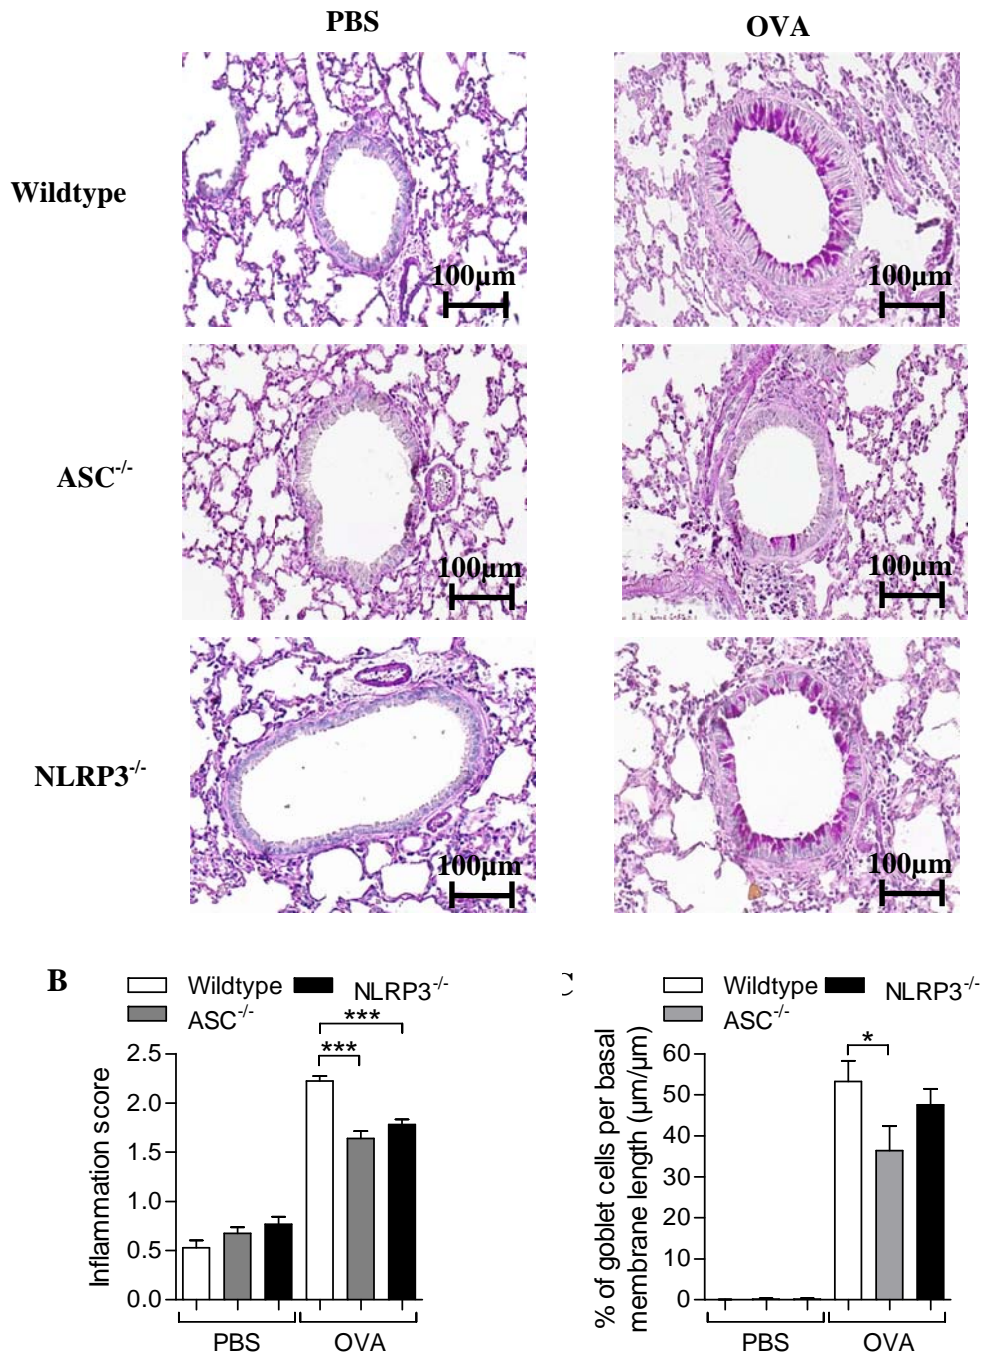 PBS
OVA
Wildtype
100µm
100µm
ASC-/-
100µm
100µm
NLRP3-/-
100µm
100µm
B
Wildtype
NLRP3-/-
ASC-/-
***
***
Inflammation score
2.5
2.0
1.5
1.0
0.5
0.0
PBS
OVA
Wildtype
NLRP3-/-
ASC-/-
*
% of goblet cells per basal
membrane length (µm/µm)
60
50
40
30
20
10
0
PBS
OVA